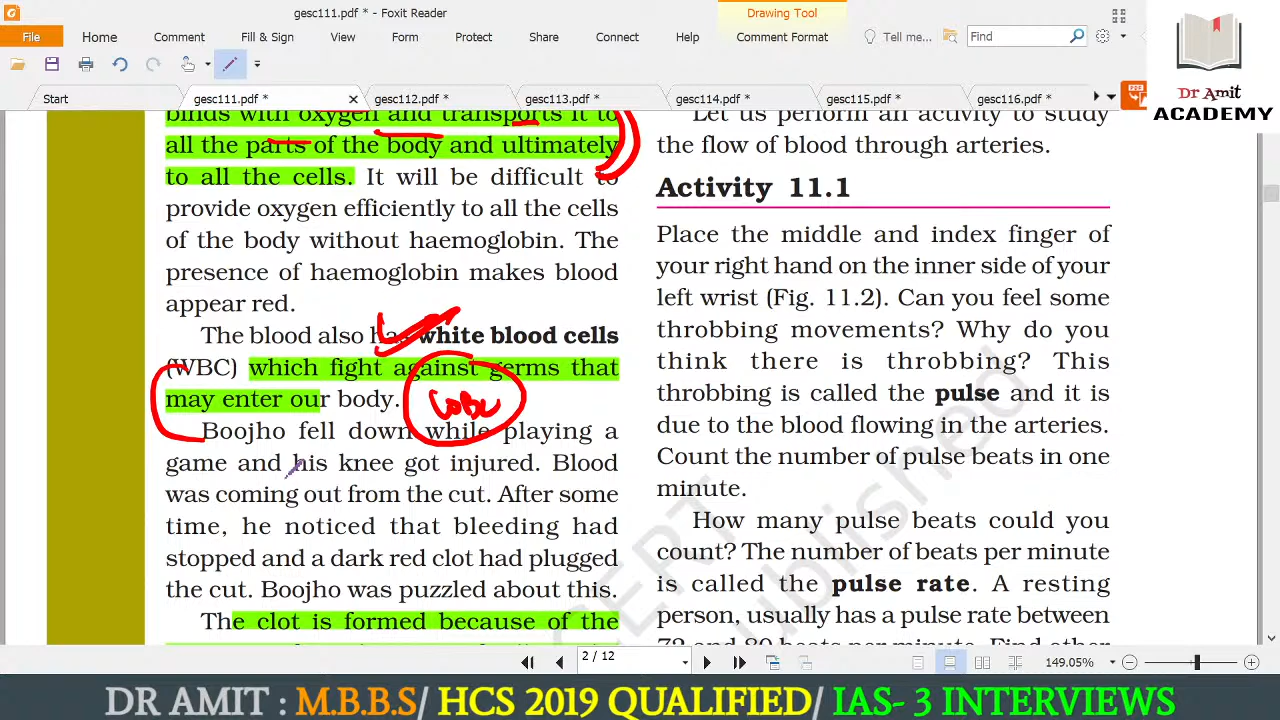 gesc111.pdf * - Foxit Reader
Drawing Tool
File Home Comment Fill & Sign View Form Protect Share Connect Help Comment Format Tell me... Find
Start gesc111.pdf * gesc112.pdf * gesc113.pdf gesc114.pdf * gesc115.pdf * gesc116.pdf *
Dr Amit
ACADEMY
binds with oxygen and transports it to
all the parts of the body and ultimately
to all the cells. It will be difficult to
provide oxygen efficiently to all the cells
of the body without haemoglobin. The
presence of haemoglobin makes blood
appear red.
The blood also has white blood cells
(WBC) which fight against germs that
may enter our body.
WBC
Boojho fell down while playing a
game and his knee got injured. Blood
was coming out from the cut. After some
time, he noticed that bleeding had
stopped and a dark red clot had plugged
the cut. Boojho was puzzled about this.
The clot is formed because of the
Let us perform an activity to study
the flow of blood through arteries.
Activity 11.1
Place the middle and index finger of
your right hand on the inner side of your
left wrist (Fig. 11.2). Can you feel some
throbbing movements? Why do you
think there is throbbing? This
throbbing is called the pulse and it is
due to the blood flowing in the arteries.
Count the number of pulse beats in one
minute.
How many pulse beats could you
count? The number of beats per minute
is called the pulse rate. A resting
person, usually has a pulse rate between
72 and 80 beats per minute. Find other
2 / 12
149.05%
DR AMIT : M.B.B.S/ HCS 2019 QUALIFIED/ IAS- 3 INTERVIEWS